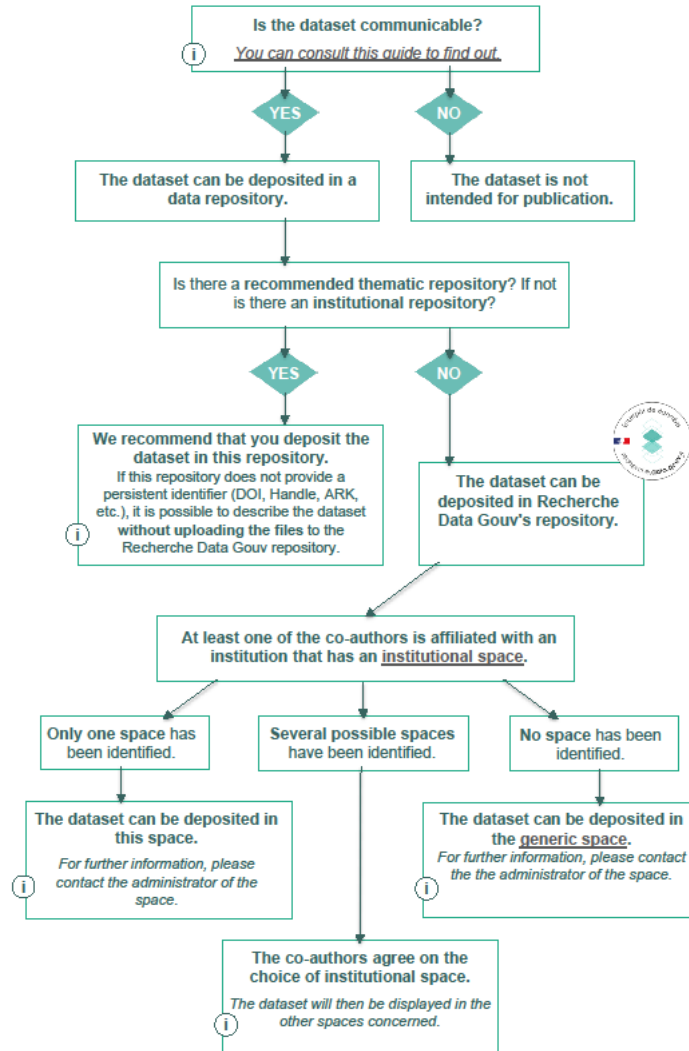 Is the dataset communicable?
You can consult this guide to find out.
i
YES
NO
The dataset can be deposited in a
data repository.
The dataset is not
intended for publication.
Is there a recommended thematic repository? If not
is there an institutional repository?
YES
NO
We recommend that you deposit the
dataset in this repository.
If this repository does not provide a
persistent identifier (DOI, Handle, ARK,
etc.), it is possible to describe the dataset
without uploading the files to the
Recherche Data Gouv repository.
i
The dataset can be
deposited in Recherche
Data Gouv's repository.
At least one of the co-authors is affiliated with an
institution that has an institutional space.
Only one space has
been identified.
Several possible spaces
have been identified.
No space has been
identified.
The dataset can be deposited in
this space.
For further information, please
contact the administrator of the
space.
i
The dataset can be deposited in
the generic space.
For further information, please contact
the the administrator of the space.
i
The co-authors agree on the
choice of institutional space.
The dataset will then be displayed in the
other spaces concerned.
i